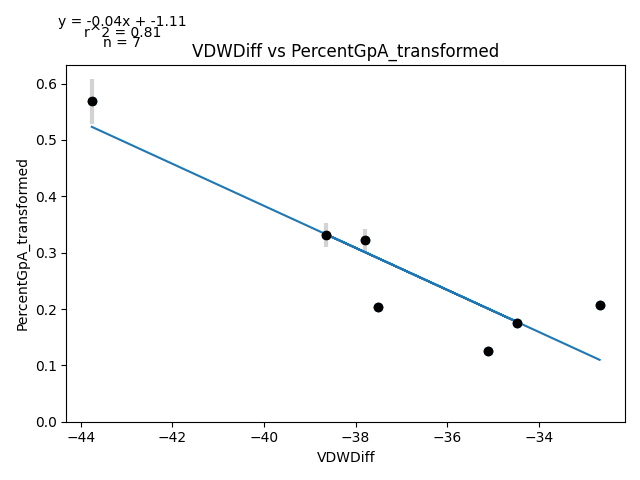 y = -0.04x + -1.11
r^2 = 0.81
n = 7
VDWDiff vs PercentGpA_transformed
PercentGpA_transformed
0.6
0.5
0.4
0.3
0.2
0.1
0.0
−44 −42 −40 −38 −36 −34
VDWDiff